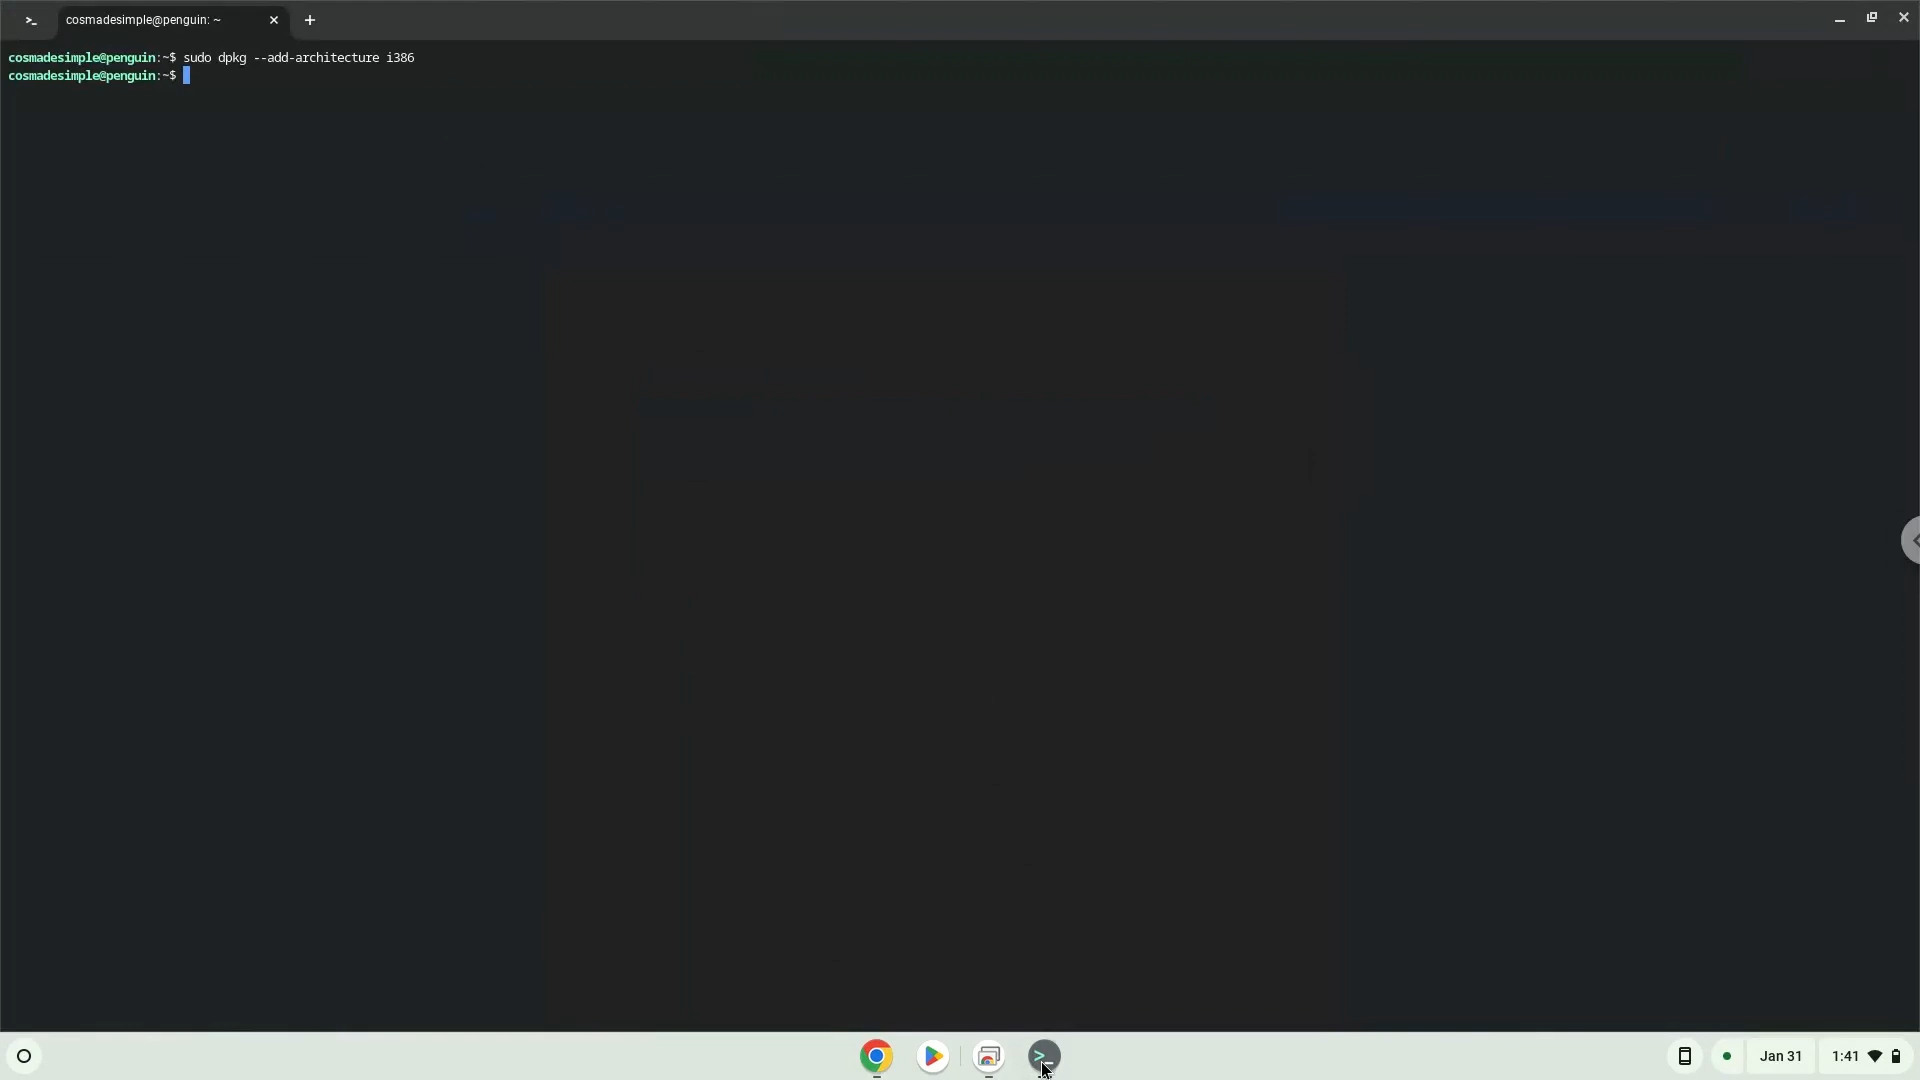 cosmadesimple@penguin: ~
cosmadesimple@penguin:~$ sudo dpkg --add-architecture i386
cosmadesimple@penguin:~$
Jan 31
1:41